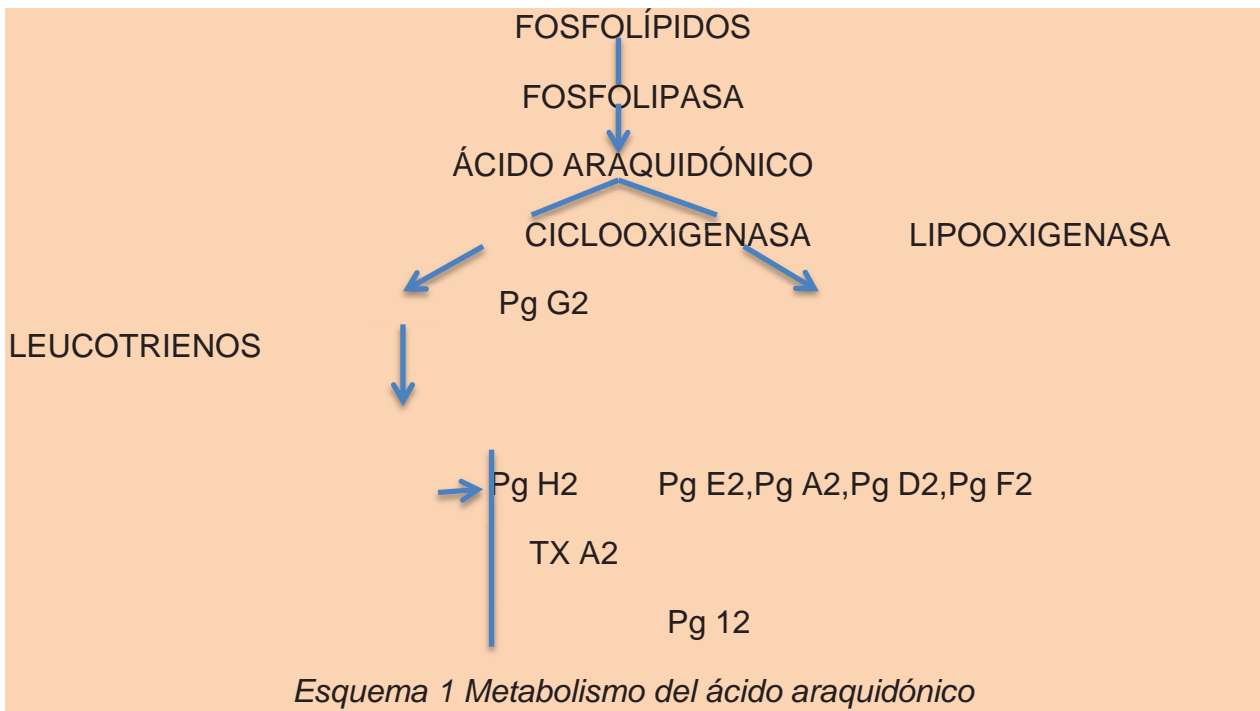 FOSFOLÍPIDOS
FOSFOLIPASA
ÁCIDO ARAQUIDÓNICO
CICLOOXIGENASA LIPOOXIGENASA
Pg G2
LEUCOTRIENOS
Pg H2 Pg E2,Pg A2,Pg D2,Pg F2
TX A2
Pg 12
Esquema 1 Metabolismo del ácido araquidónico